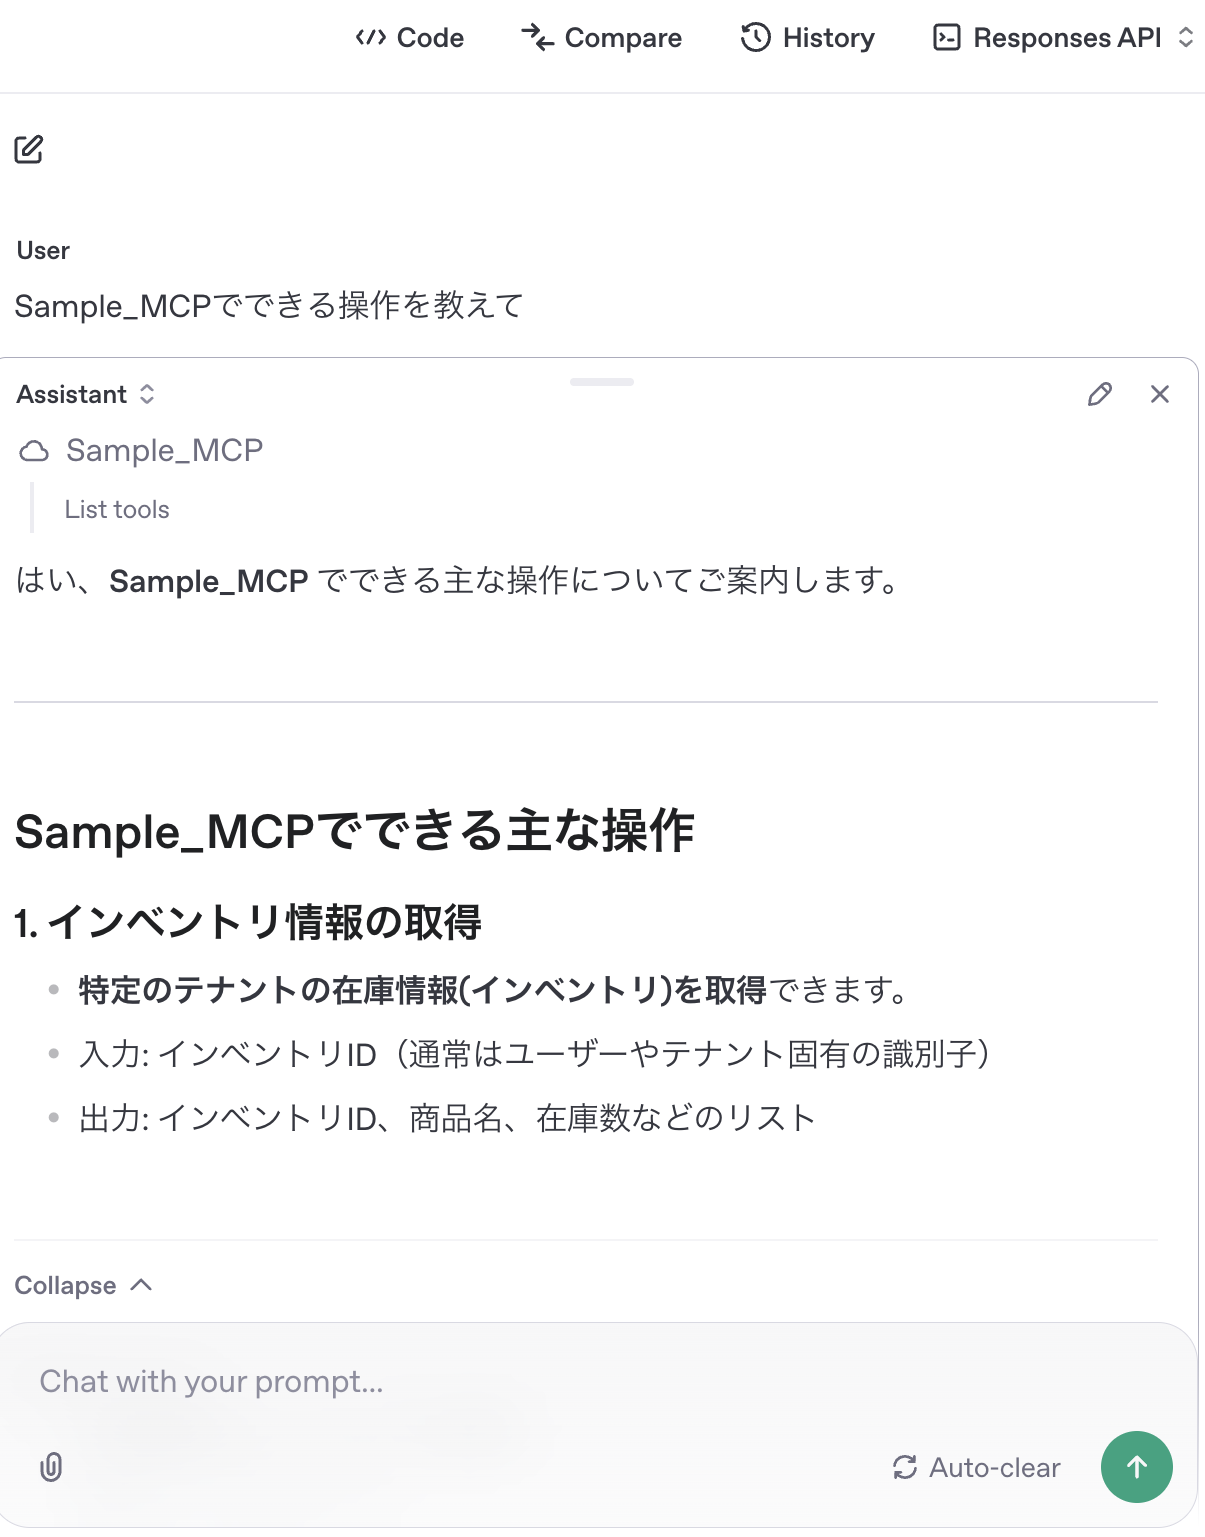 Code Compare History Responses API
User
Sample_MCPでできる操作を教えて
Assistant
Sample_MCP
List tools
はい、Sample_MCP でできる主な操作についてご案内します。
Sample_MCPでできる主な操作
1. インベントリ情報の取得
特定のテナントの在庫情報(インベントリ)を取得できます。
入力: インベントリID（通常はユーザーやテナント固有の識別子）
出力: インベントリID、商品名、在庫数などのリスト
Collapse
Chat with your prompt...
Auto-clear